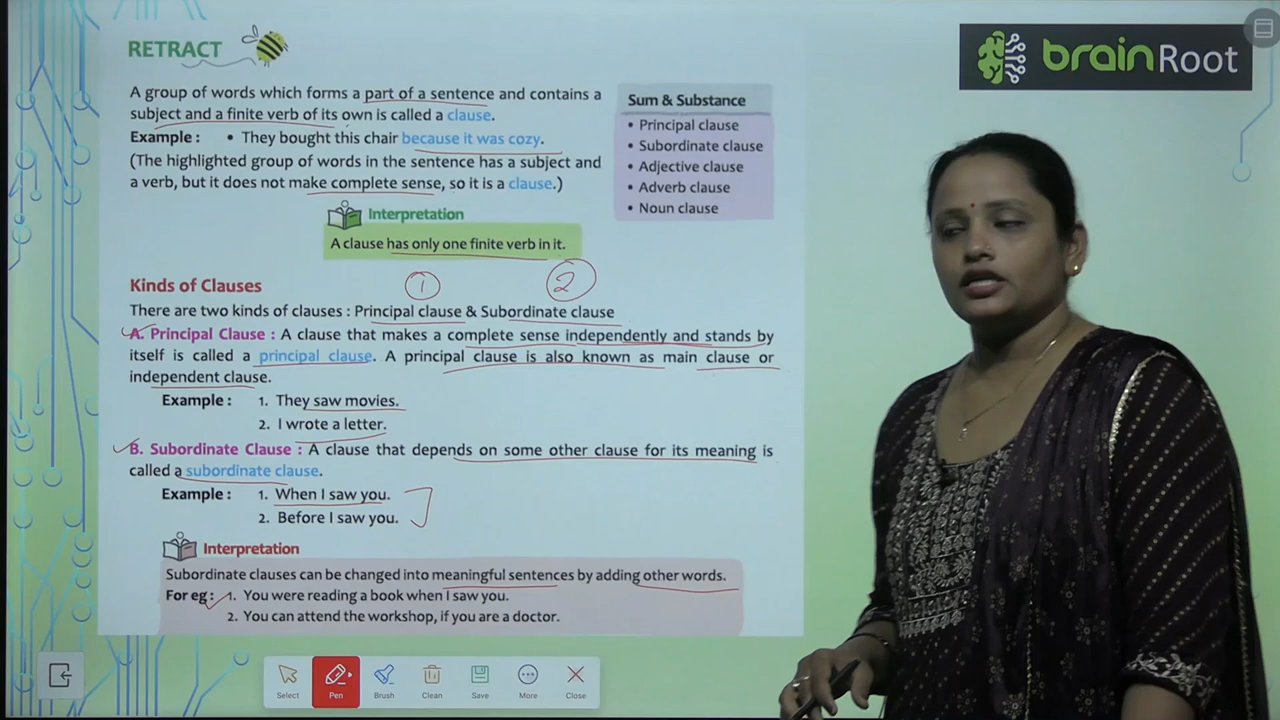 RETRACT
brainRoot
A group of words which forms a part of a sentence and contains a
subject and a finite verb of its own is called a clause.
Example : • They bought this chair because it was cozy.
(The highlighted group of words in the sentence has a subject and
a verb, but it does not make complete sense, so it is a clause.)
Sum & Substance
• Principal clause
• Subordinate clause
• Adjective clause
• Adverb clause
• Noun clause
Interpretation
A clause has only one finite verb in it.
1 2
Kinds of Clauses
There are two kinds of clauses : Principal clause & Subordinate clause
A. Principal Clause : A clause that makes a complete sense independently and stands by
itself is called a principal clause. A principal clause is also known as main clause or
independent clause.
Example : 1. They saw movies.
2. I wrote a letter.
B. Subordinate Clause : A clause that depends on some other clause for its meaning is
called a subordinate clause.
Example : 1. When I saw you.
2. Before I saw you.
Interpretation
Subordinate clauses can be changed into meaningful sentences by adding other words.
For eg : 1. You were reading a book when I saw you.
2. You can attend the workshop, if you are a doctor.
Select Pen Brush Clean Save More Close